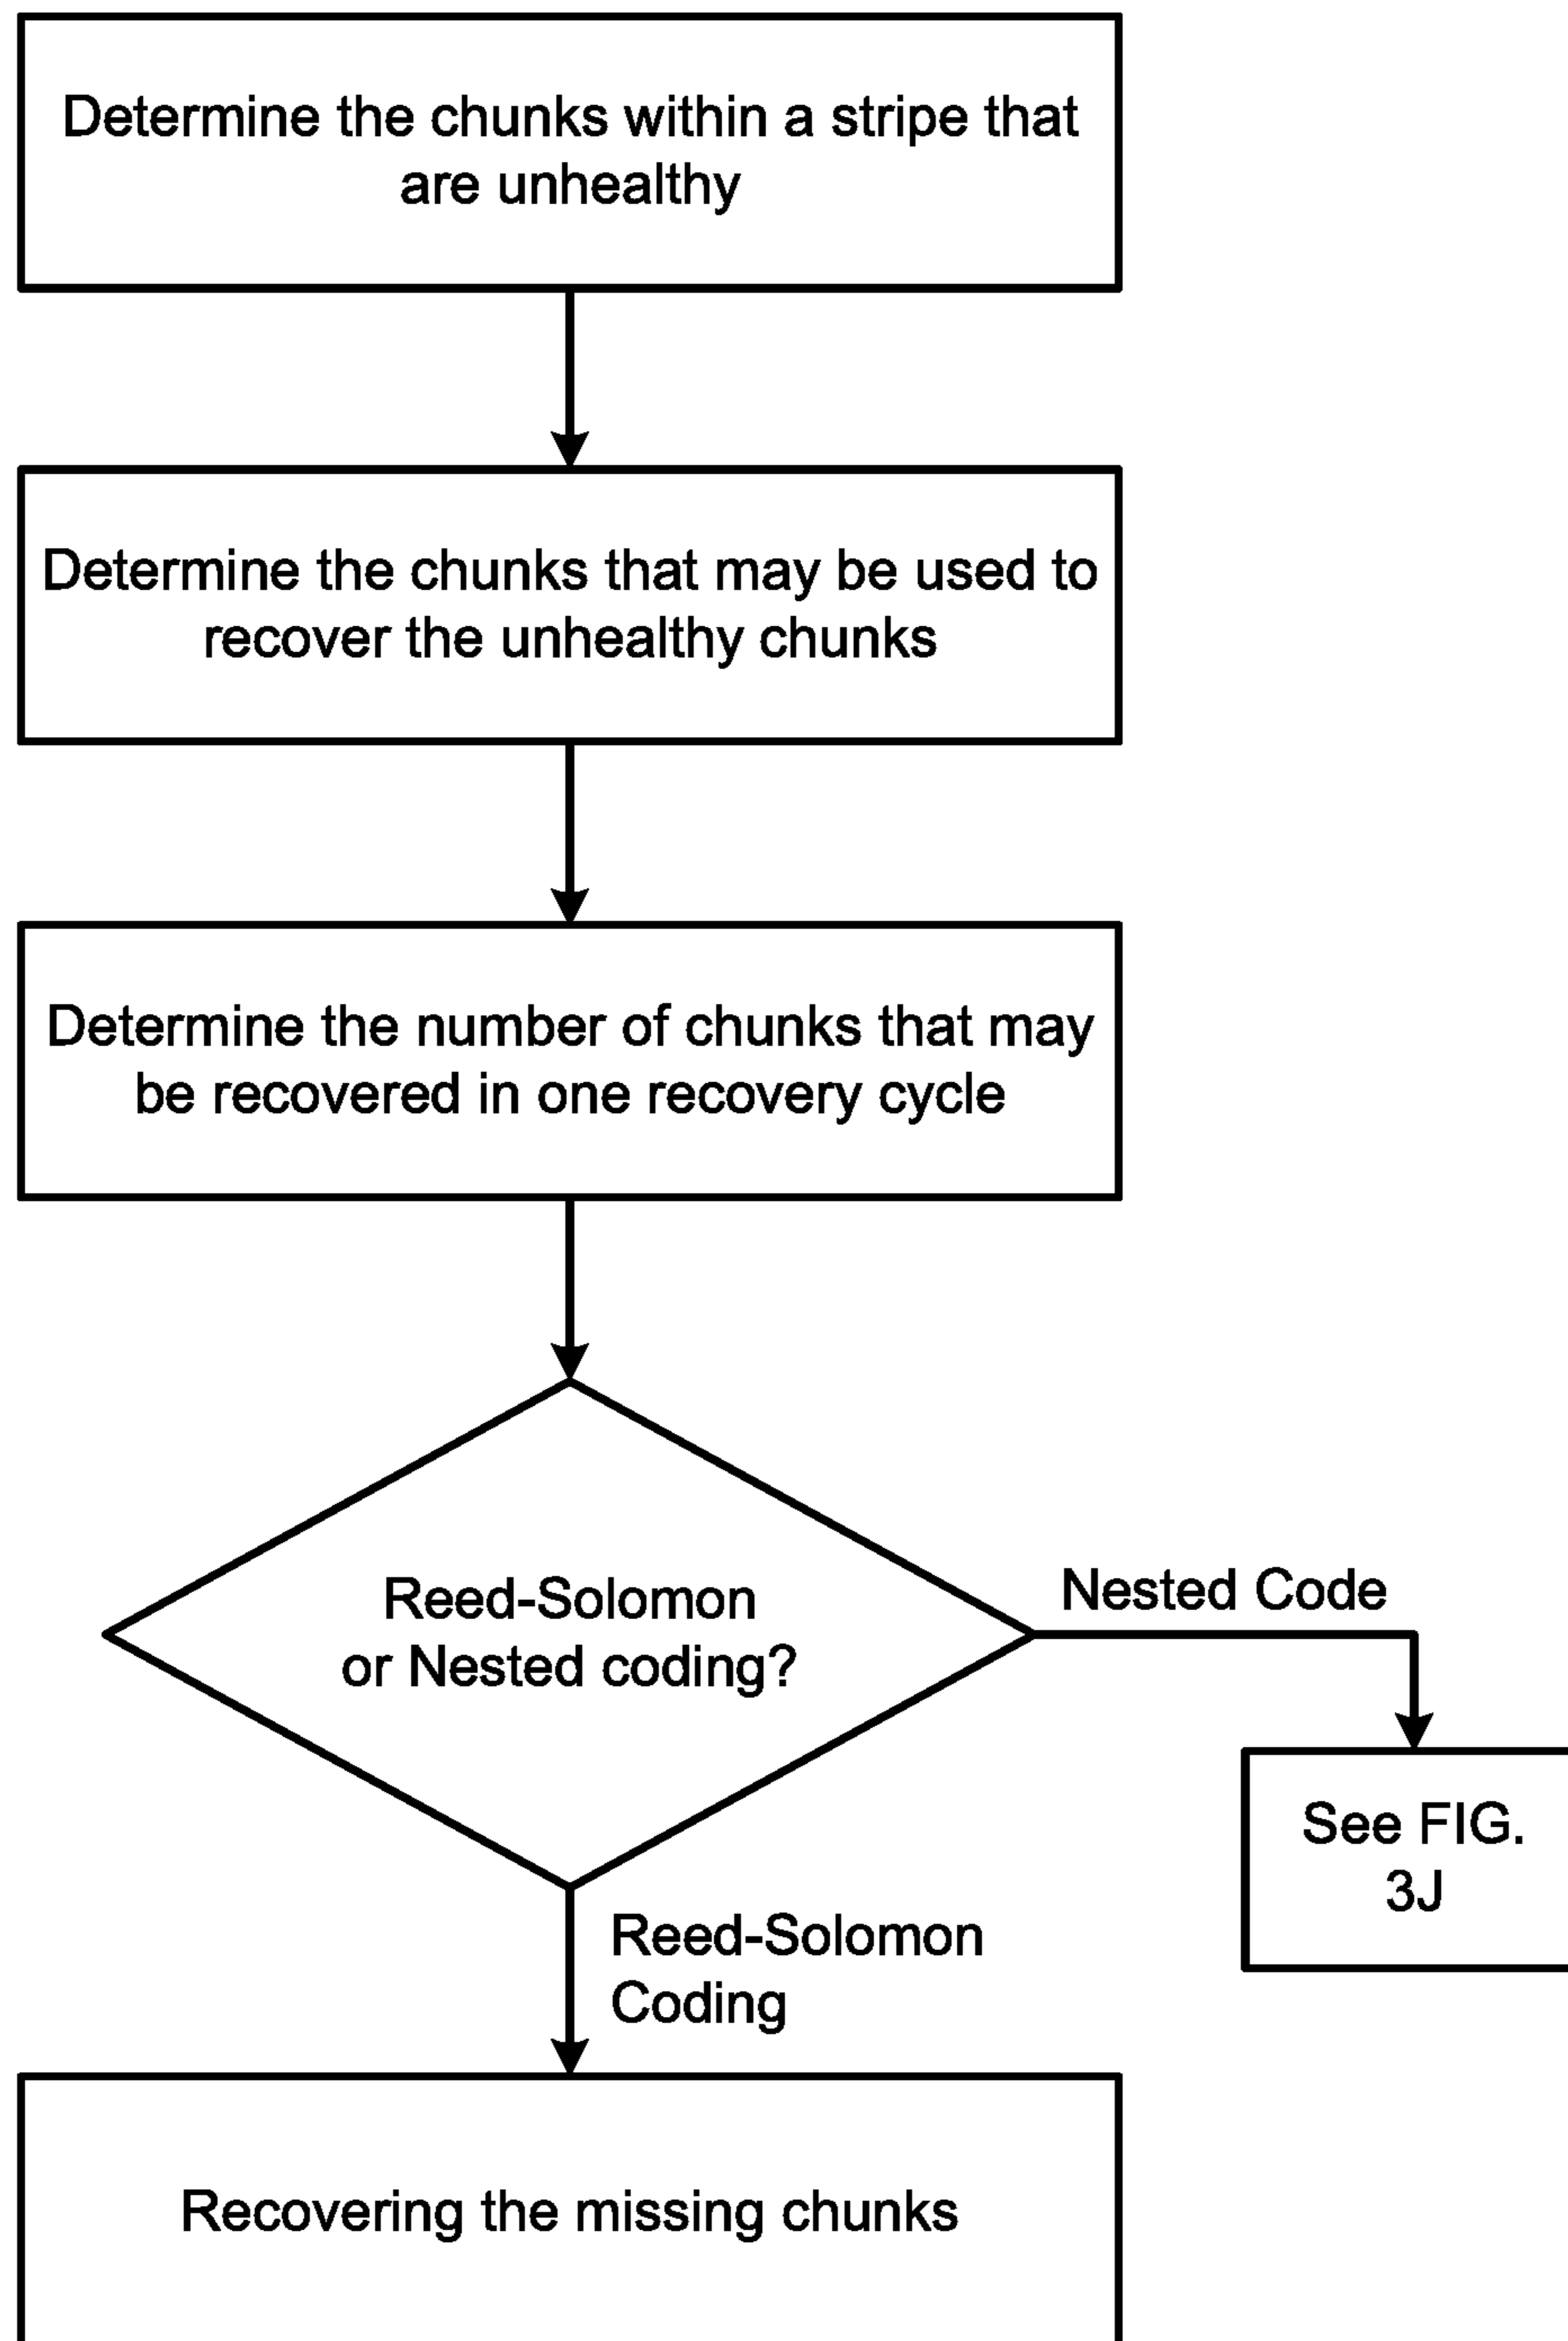 Determine the chunks within a stripe that
are unhealthy
Determine the chunks that may be used to
recover the unhealthy chunks
Determine the number of chunks that may
be recovered in one recovery cycle
Reed-Solomon
or Nested coding?
Nested Code
See FIG.
3J
Reed-Solomon
Coding
Recovering the missing chunks